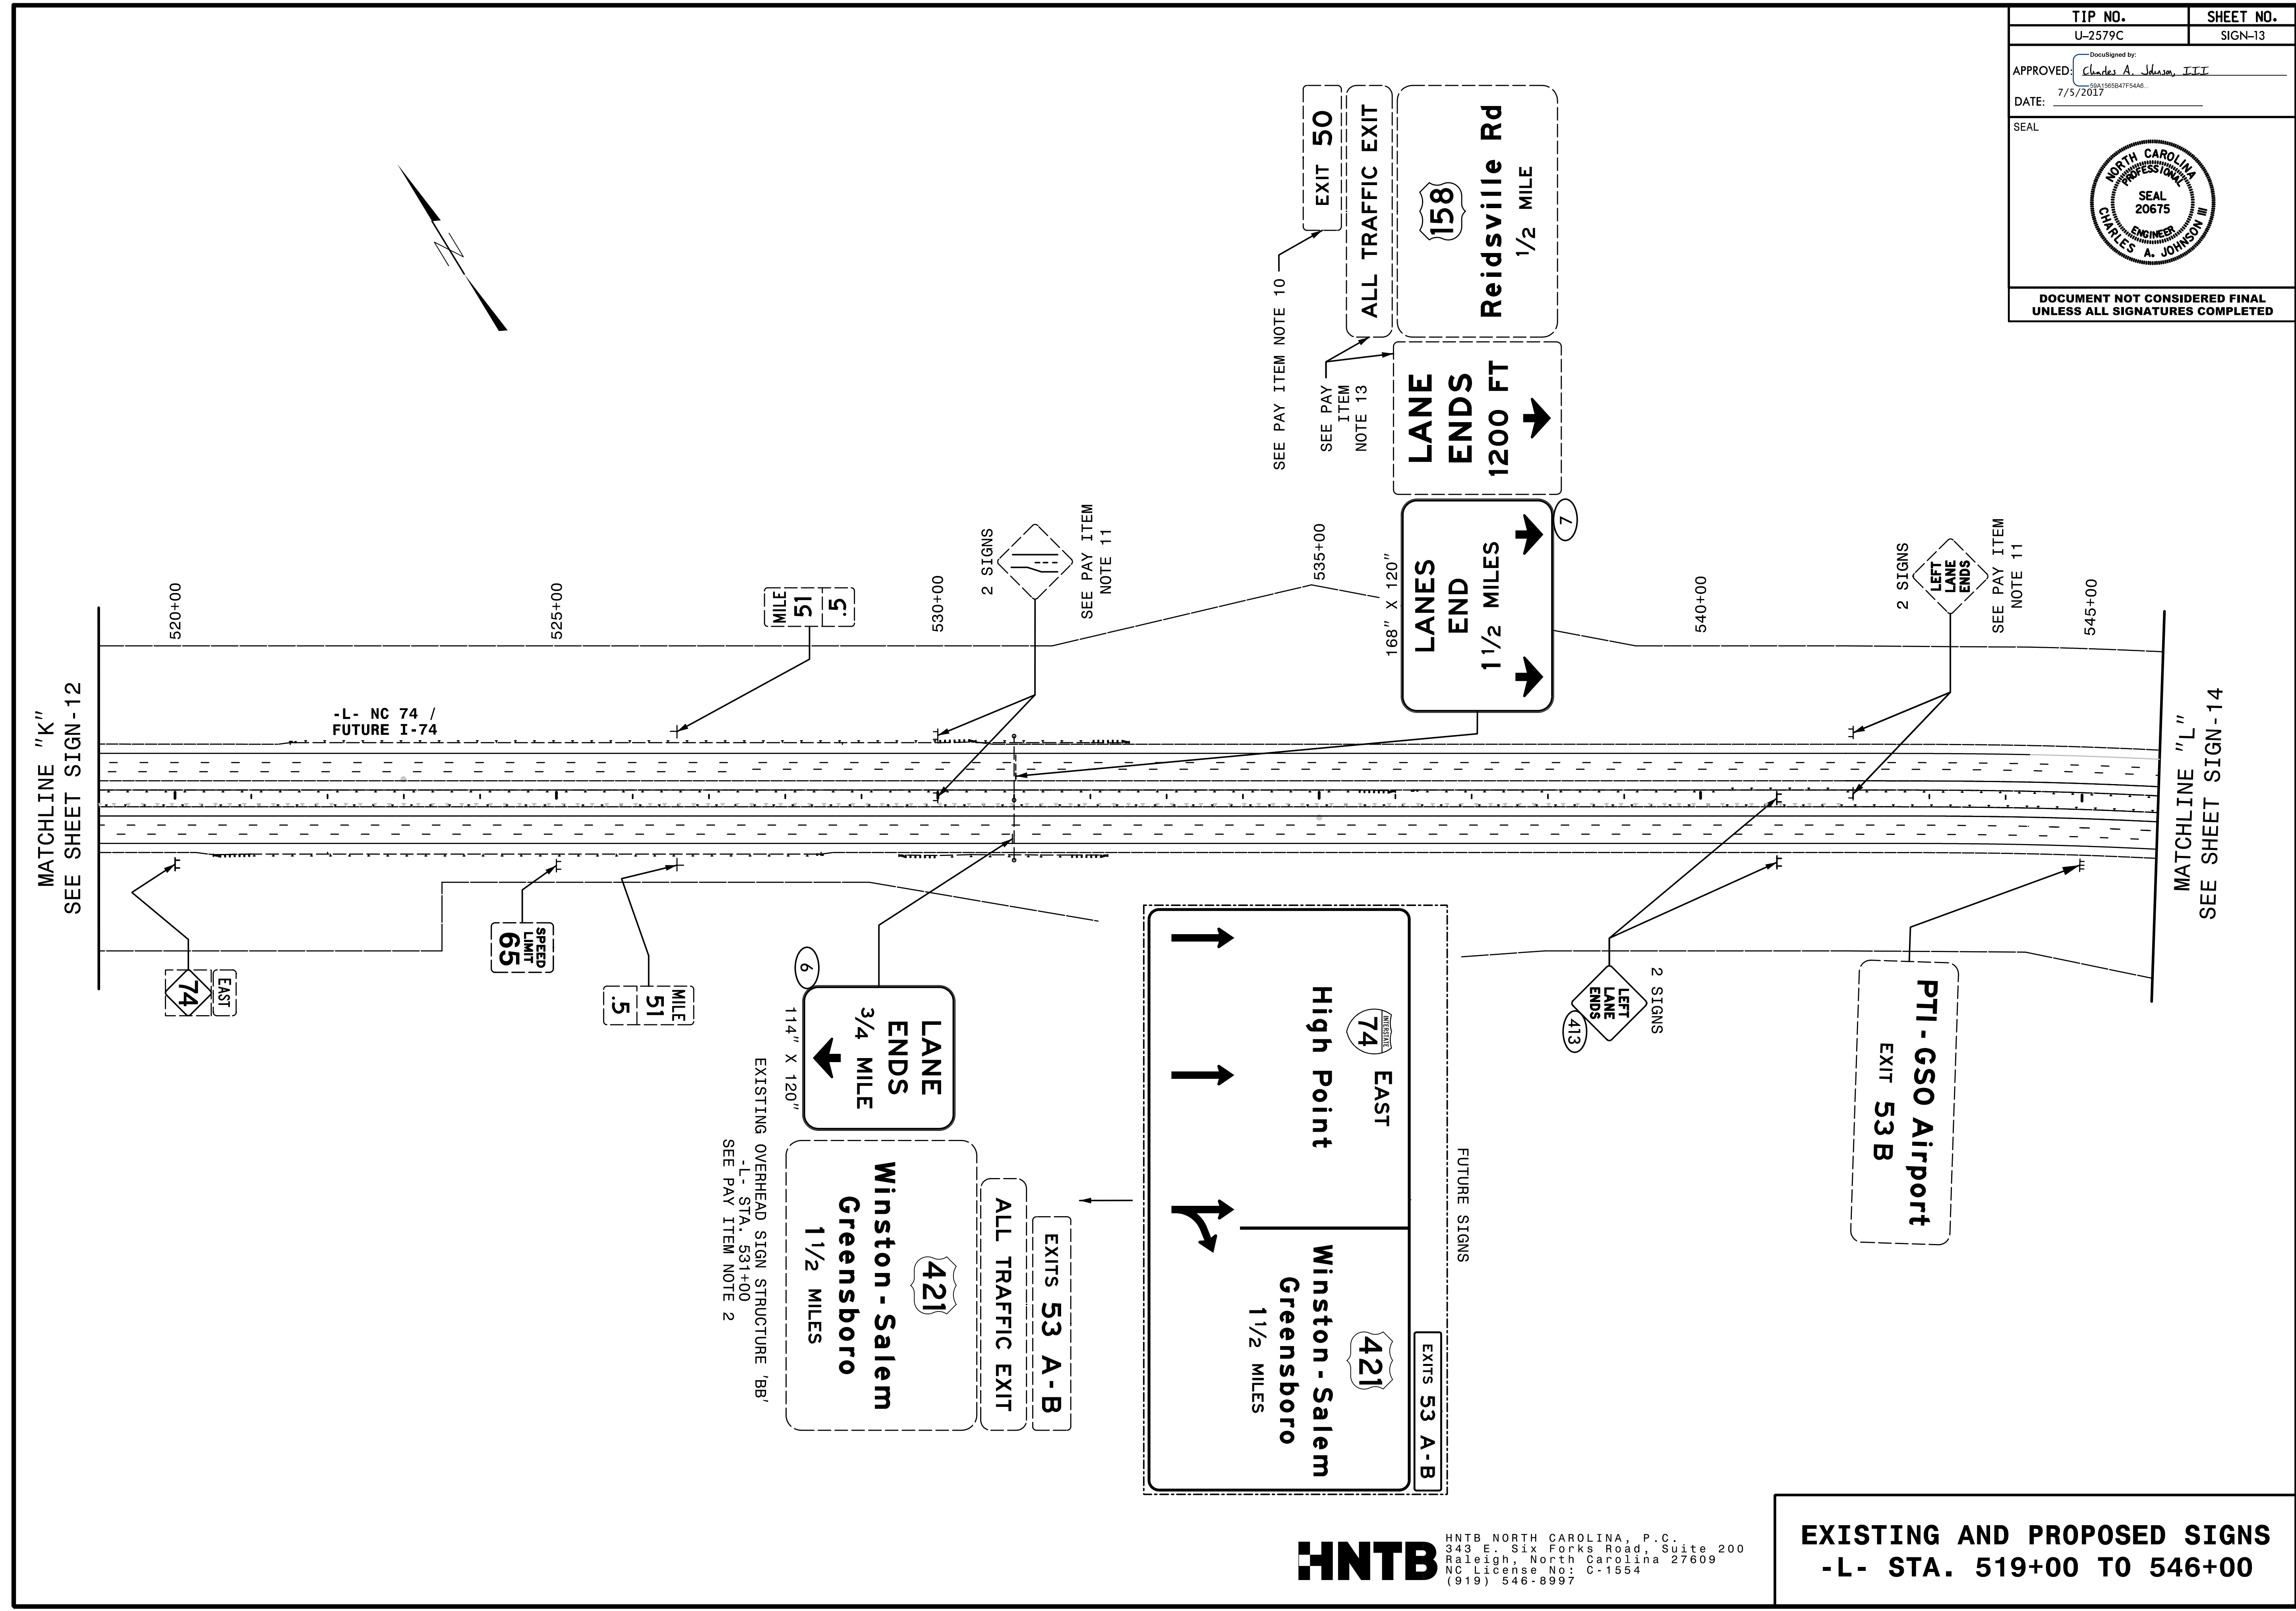 TIP NO.
SHEET NO.
U-2579C
SIGN-13
DocuSigned by:
APPROVED:
Charles A. Johnson, III
59A1565B47F54A6...
DATE:
7/5/2017
SEAL
NORTH CAROLINA
PROFESSIONAL
SEAL
20675
ENGINEER
CHARLES A. JOHNSON III
DOCUMENT NOT CONSIDERED FINAL
UNLESS ALL SIGNATURES COMPLETED
EXIT 50
ALL TRAFFIC EXIT
158
Reidsville Rd
1/2 MILE
SEE PAY ITEM NOTE 10
SEE PAY
ITEM
NOTE 13
LANE
ENDS
1200 FT
7
168" X 120"
LANES
END
1 1/2 MILES
520+00
525+00
530+00
535+00
540+00
545+00
MILE
51
.5
2 SIGNS
SEE PAY ITEM
NOTE 11
2 SIGNS
LEFT
LANE
ENDS
SEE PAY ITEM
NOTE 11
MATCHLINE "K"
SEE SHEET SIGN-12
-L- NC 74 /
FUTURE I-74
MATCHLINE "L"
SEE SHEET SIGN-14
EAST
74
SPEED
LIMIT
65
MILE
51
.5
6
LANE
ENDS
3/4 MILE
114" X 120"
EXISTING OVERHEAD SIGN STRUCTURE 'BB'
-L- STA. 531+00
SEE PAY ITEM NOTE 2
EXITS 53 A-B
ALL TRAFFIC EXIT
421
Winston-Salem
Greensboro
1 1/2 MILES
FUTURE SIGNS
INTERSTATE
74
EAST
High Point
EXITS 53 A-B
421
Winston-Salem
Greensboro
1 1/2 MILES
2 SIGNS
LEFT
LANE
ENDS
413
PTI-GSO Airport
EXIT 53B
HNTB
HNTB NORTH CAROLINA, P.C.
343 E. Six Forks Road, Suite 200
Raleigh, North Carolina 27609
NC License No: C-1554
(919) 546-8997
EXISTING AND PROPOSED SIGNS
-L- STA. 519+00 TO 546+00